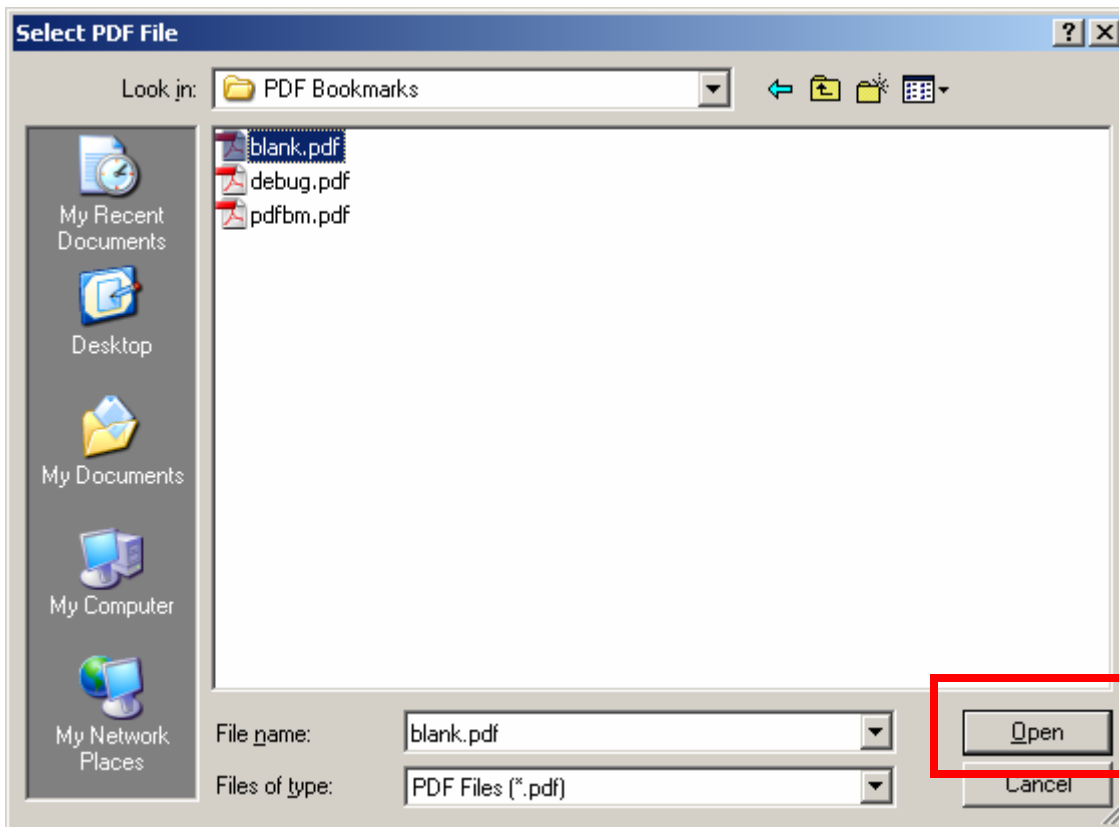 Select PDF File
Look in:
PDF Bookmarks
blank.pdf
debug.pdf
pdfbm.pdf
My Recent
Documents
Desktop
My Documents
My Computer
My Network
Places
File name:
blank.pdf
Open
Files of type:
PDF Files (*.pdf)
Cancel